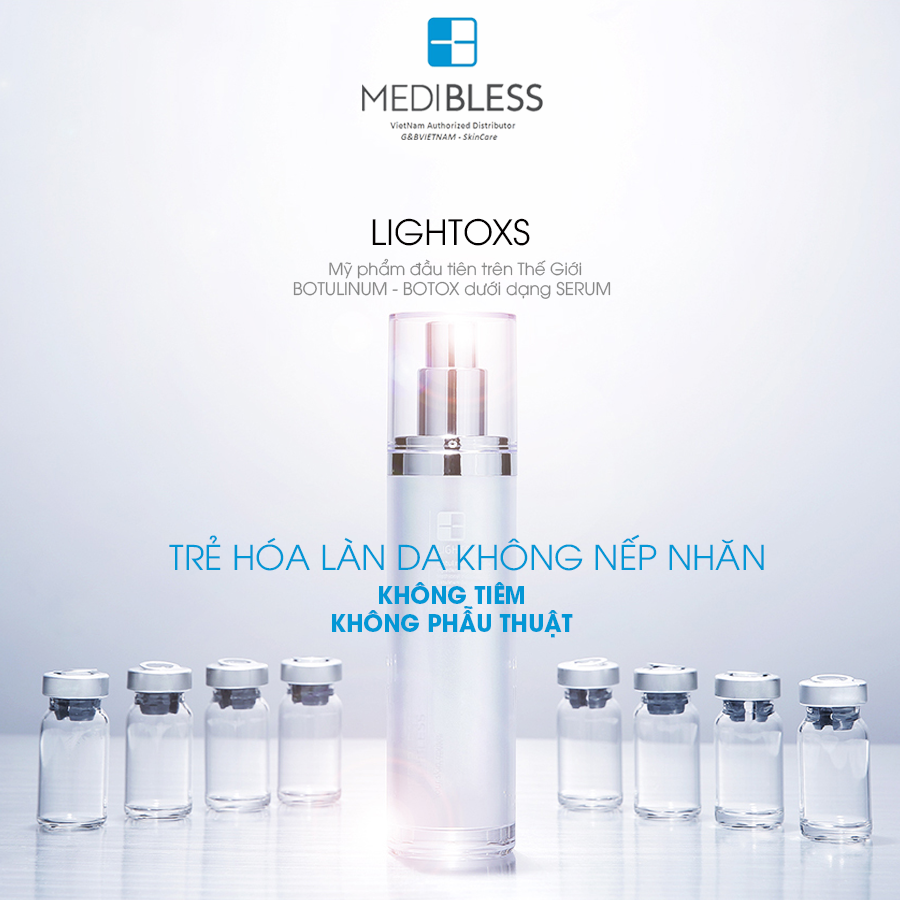 MEDIBLESS
VietNam Authorized Distributor
G&BVIETNAM - SkinCare
LIGHTOXS
Mỹ phẩm đầu tiên trên Thế Giới
BOTULINUM - BOTOX dưới dạng SERUM
TRẺ HÓA LÀN DA KHÔNG NẾP NHĂN
KHÔNG TIÊM
KHÔNG PHẪU THUẬT